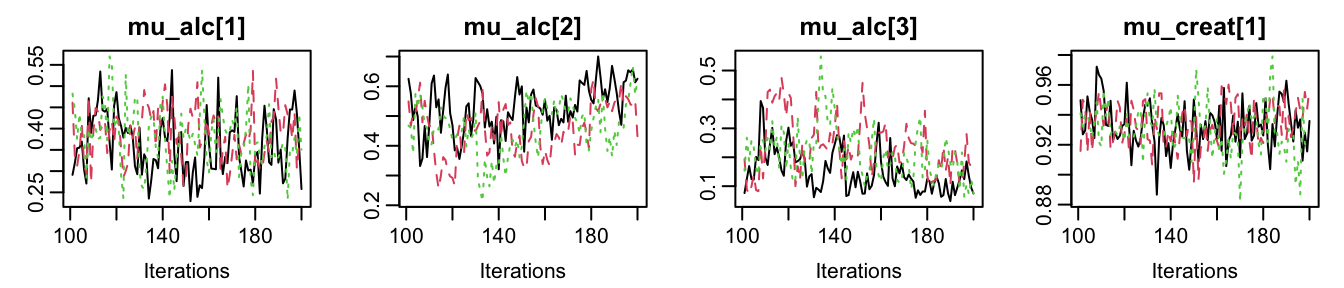 mu_alc[1]
0.55
0.40
0.25
100 140 180
Iterations
mu_alc[2]
0.6
0.4
0.2
100 140 180
Iterations
mu_alc[3]
0.5
0.3
0.1
100 140 180
Iterations
mu_creat[1]
0.96
0.92
0.88
100 140 180
Iterations